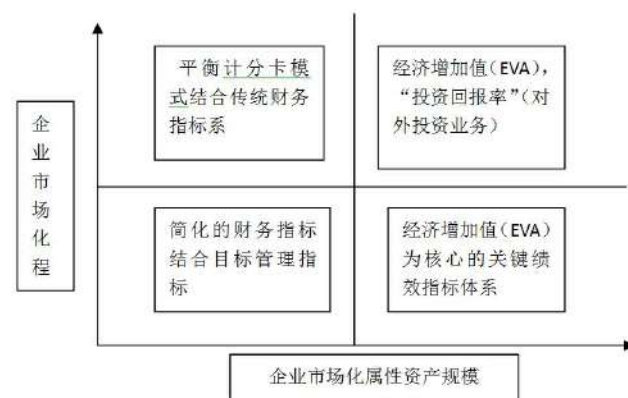 平衡计分卡模
式结合传统财务
指标系
经济增加值(EVA)，
“投资回报率”(对
外投资业务)
企
业
市
场
化
程
简化的财务指标
结合目标管理指
标
经济增加值(EVA)
为核心的关键绩
效指标体系
企业市场化属性资产规模